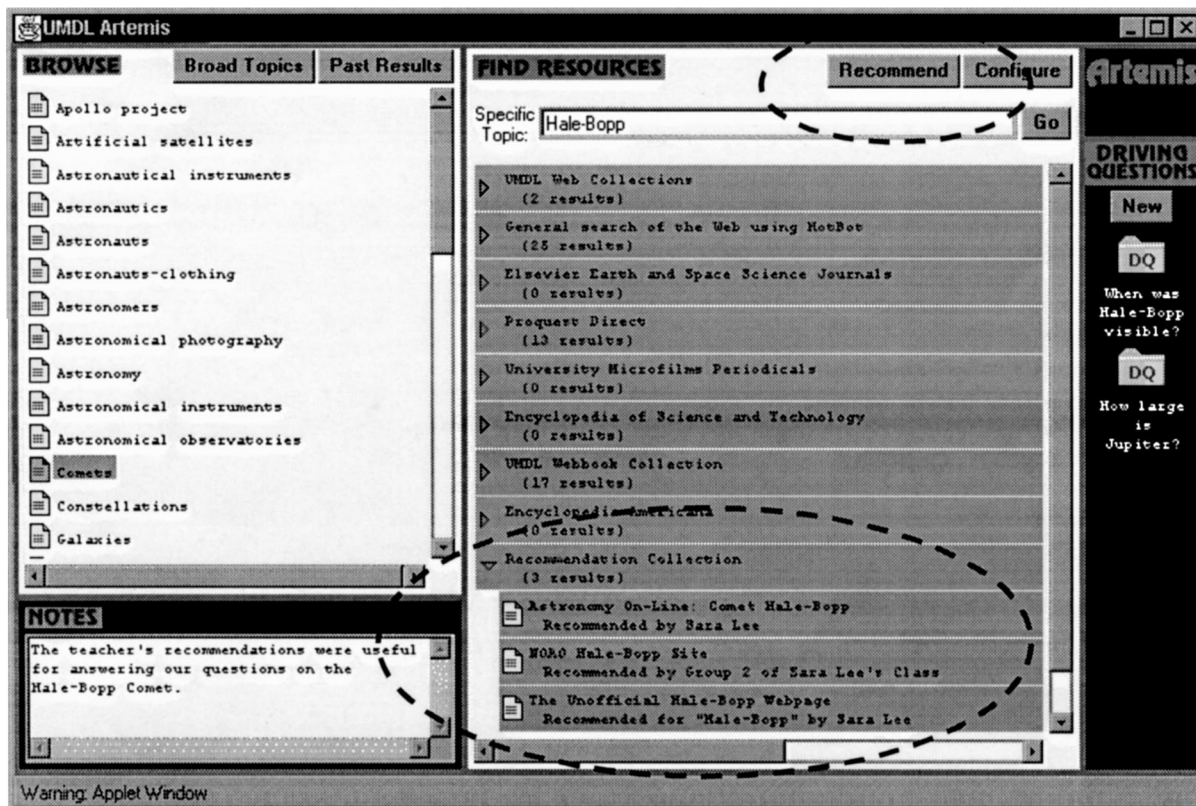 UMDL Artemis
BROWSE
Broad Topics
Past Results
Apollo project
Artificial satellites
Astronautical instruments
Astronautics
Astronauts
Astronauts-clothing
Astronomers
Astronomical photography
Astronomy
Astronomical instruments
Astronomical observatories
Comets
Constellations
Galaxies
NOTES
The teacher's recommendations were useful
for answering our questions on the
Hale-Bopp Comet.
FIND RESOURCES
Recommend
Configure
Specific
Topic:
Hale-Bopp
Go
UMDL Web Collections
(2 results)
General search of the Web using HotBot
(25 results)
Elsevier Earth and Space Science Journals
(0 results)
Proquest Direct
(13 results)
University Microfilms Periodicals
(0 results)
Encyclopedia of Science and Technology
(0 results)
UMDL Webbook Collection
(17 results)
Encyclopedia Americana
(0 results)
Recommendation Collection
(3 results)
Astronomy On-Line: Comet Hale-Bopp
Recommended by Sara Lee
NOAO Hale-Bopp Site
Recommended by Group 2 of Sara Lee's Class
The Unofficial Hale-Bopp Webpage
Recommended for "Hale-Bopp" by Sara Lee
Artemis
DRIVING
QUESTIONS
New
DQ
When was
Hale-Bopp
visible?
DQ
How large
is
Jupiter?
Warning: Applet Window